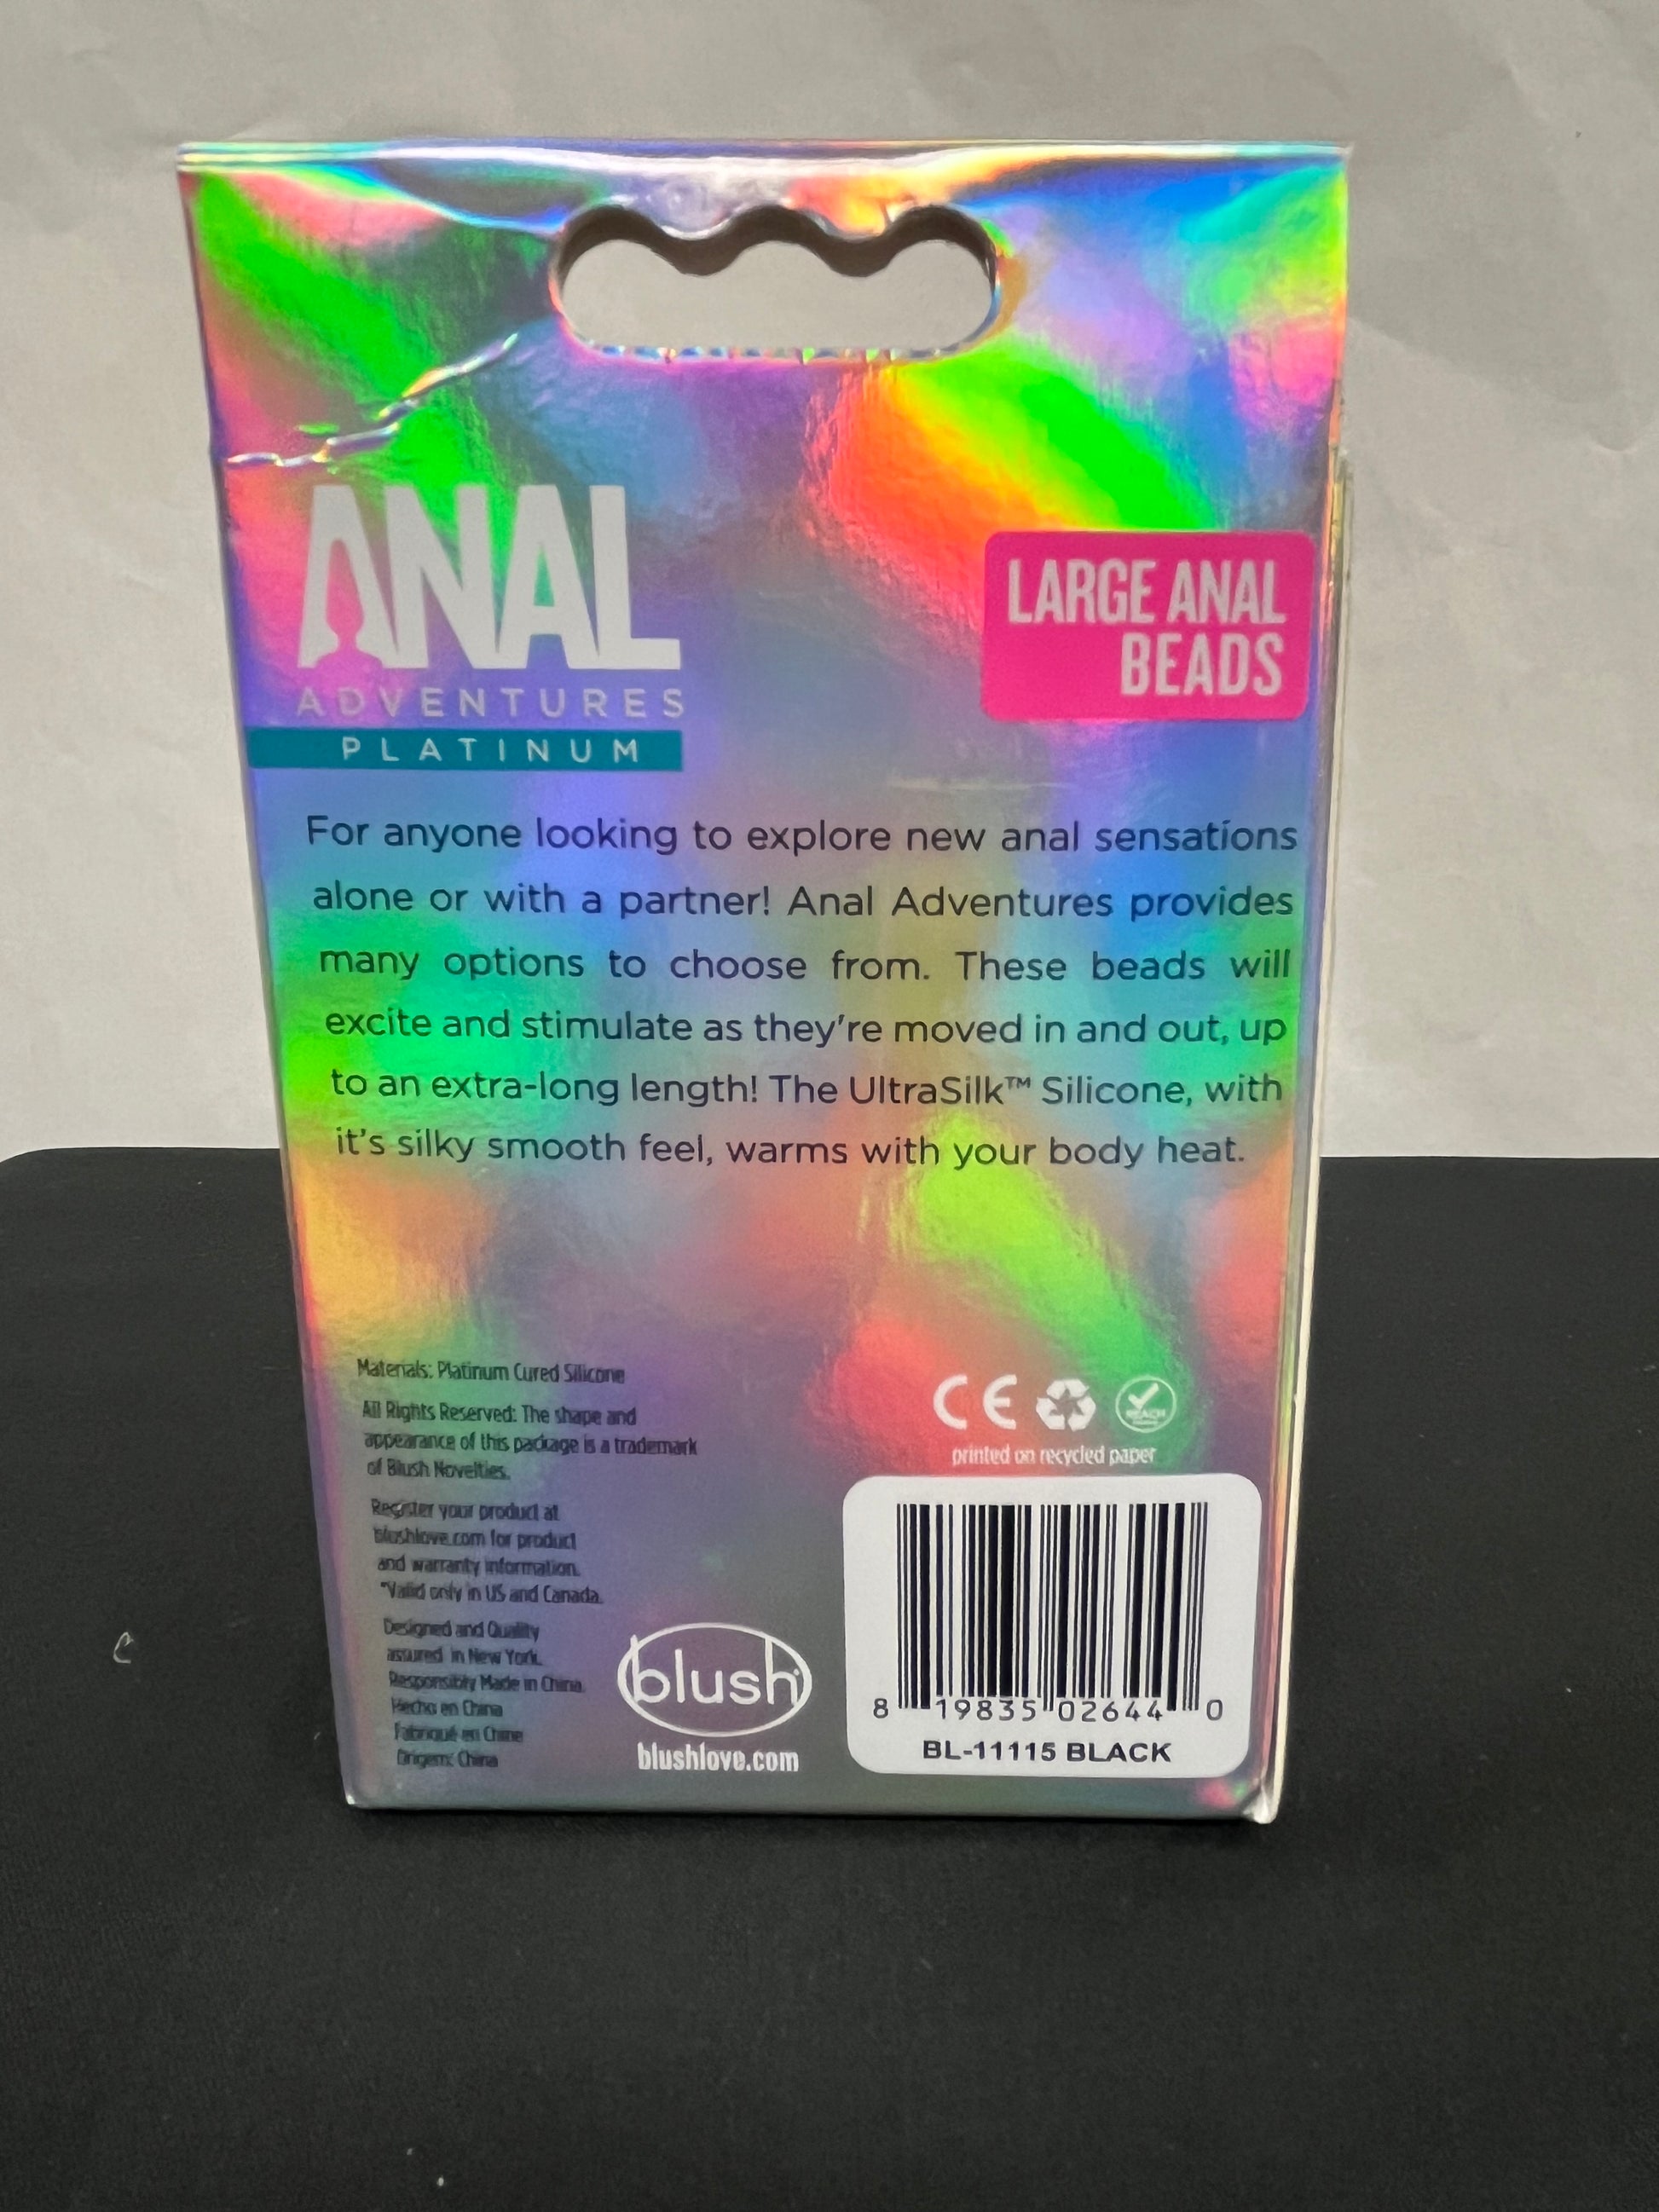 ANAL
ADVENTURES
PLATINUM
LARGE ANAL
BEADS
For anyone looking to explore new anal sensations
alone or with a partner! Anal Adventures provides
many options to choose from. These beads will
excite and stimulate as they're moved in and out, up
to an extra-long length! The UltraSilk™ Silicone, with
it's silky smooth feel, warms with your body heat.
Materials: Platinum Cured Silicone
All Rights Reserved: The shape and
appearance of this package is a trademark
of Blush Novelties.
Register your product at
blushlove.com for product
and warranty information.
*Valid only in US and Canada.
Designed and Quality
assured in New York.
Responsibly Made in China.
Hecho en China
Fabriqué en Chine
Origem: China
blush
blushlove.com
CE
REACH
printed on recycled paper
8 19835 02644 0
BL-11115 BLACK